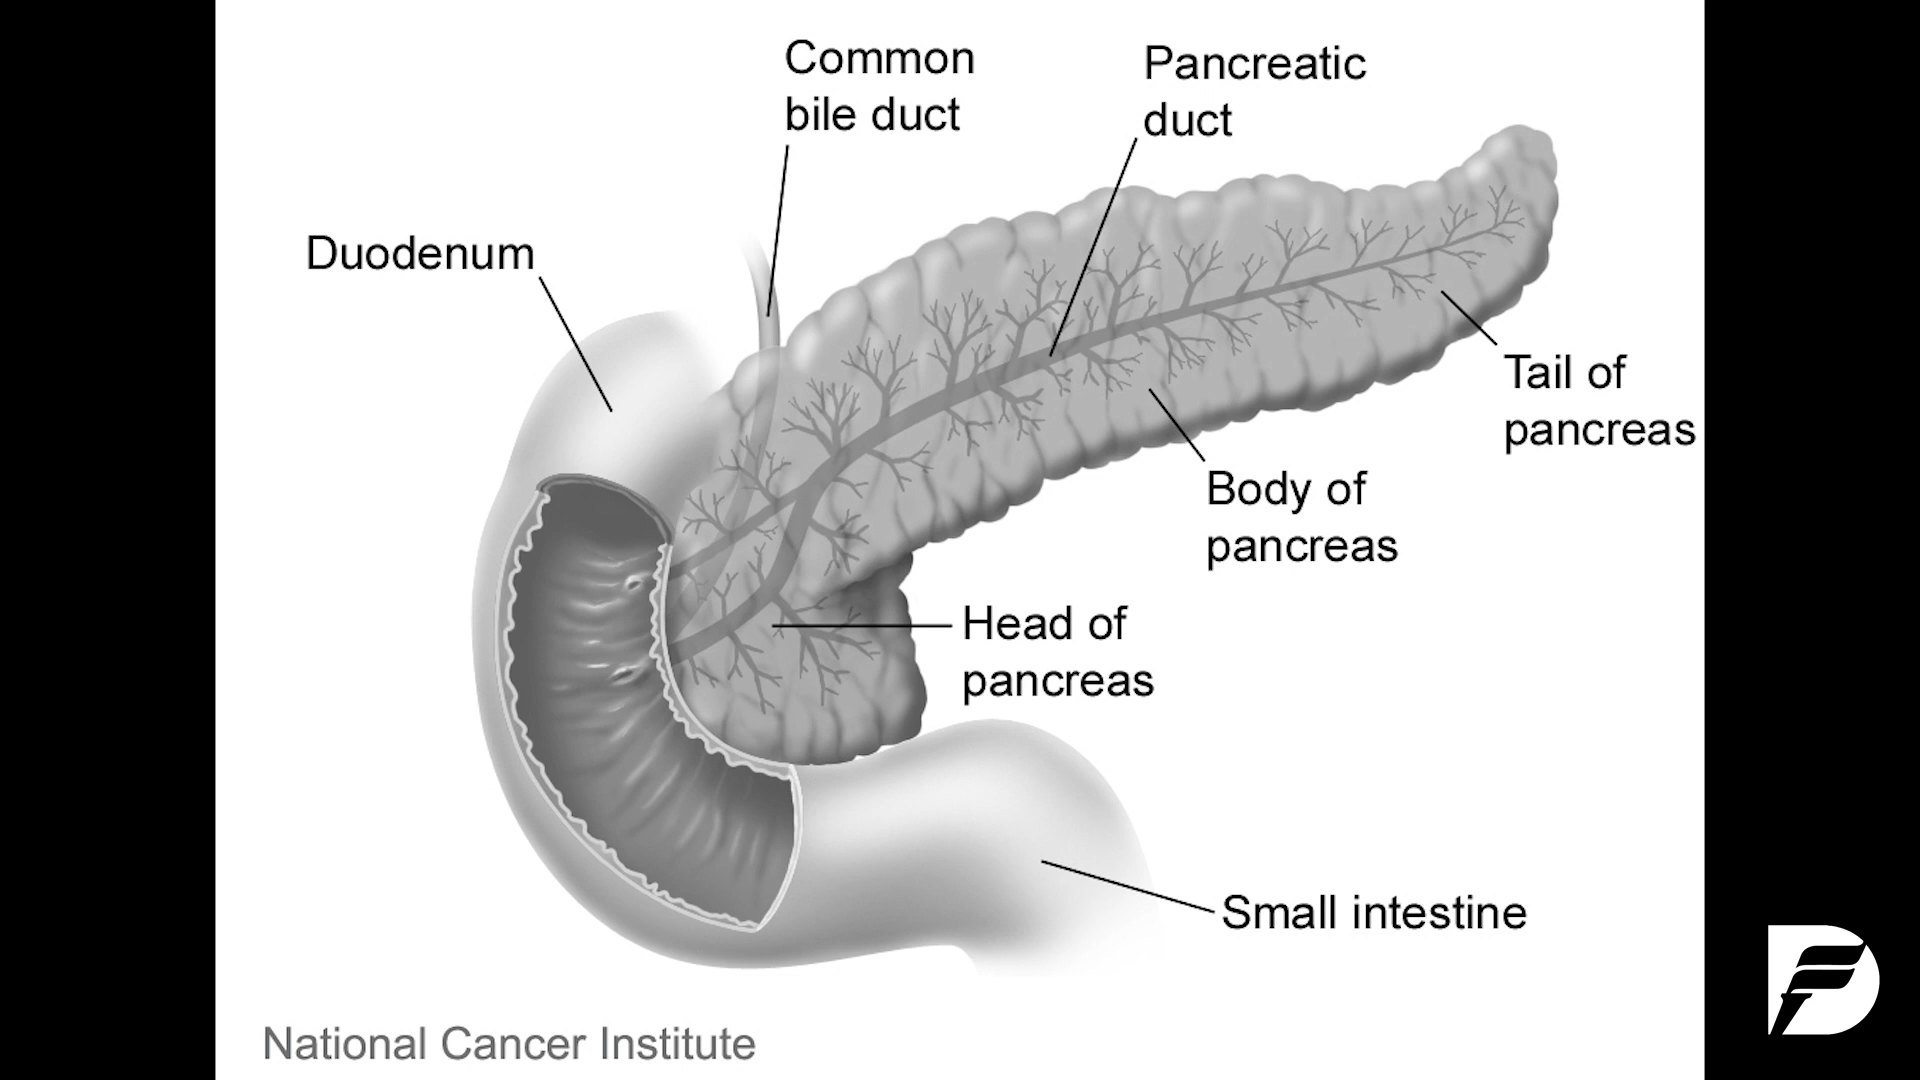 Common
bile duct
Pancreatic
duct
Duodenum
Tail of
pancreas
Body of
pancreas
Head of
pancreas
Small intestine
National Cancer Institute